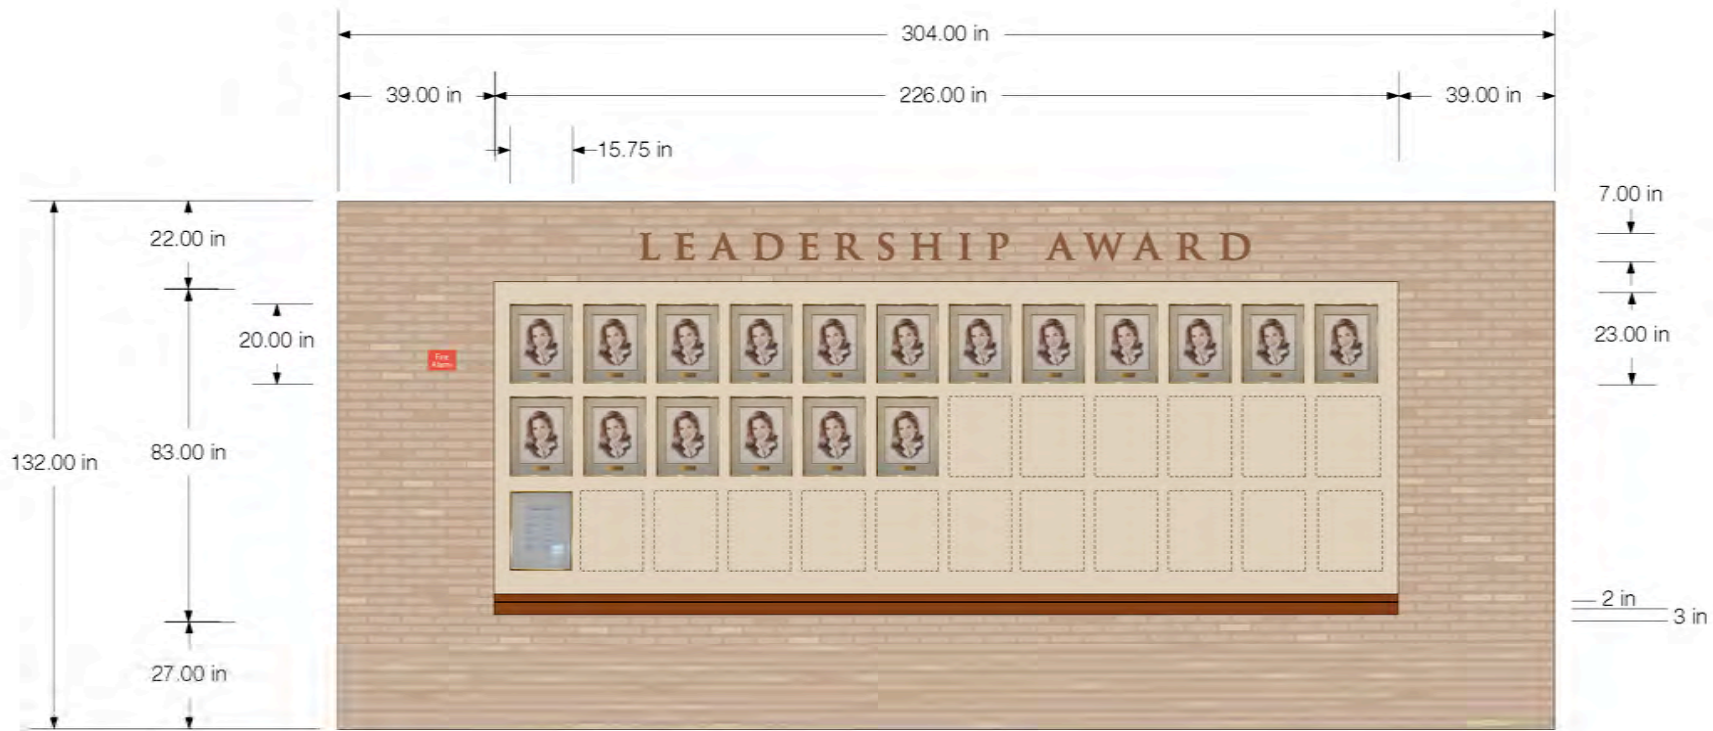 304.00 in
39.00 in
226.00 in
39.00 in
15.75 in
7.00 in
22.00 in
LEADERSHIP AWARD
20.00 in
23.00 in
Fire
Alarm
83.00 in
132.00 in
2 in
3 in
27.00 in